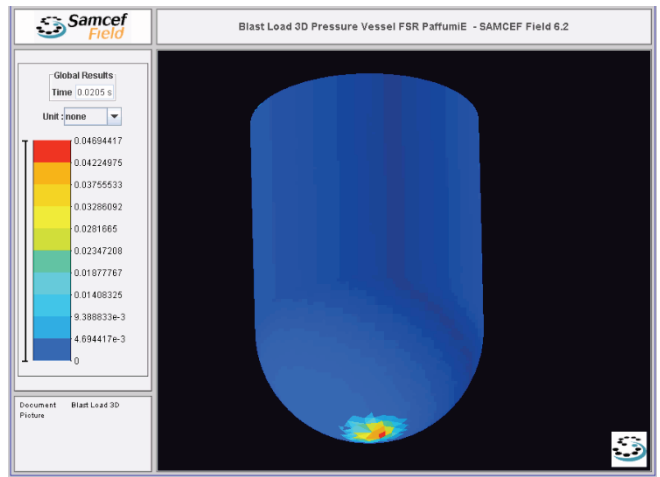 Samcef
Field
Blast Load 3D Pressure Vessel FSR PaffumiE - SAMCEF Field 6.2
Global Results
Time 0.0205 s
Unit : none
0.04694417
0.04224975
0.03755533
0.03286092
0.0281665
0.02347208
0.01877767
0.01408325
9.388833e-3
4.694417e-3
0
Document Blast Load 3D
Picture